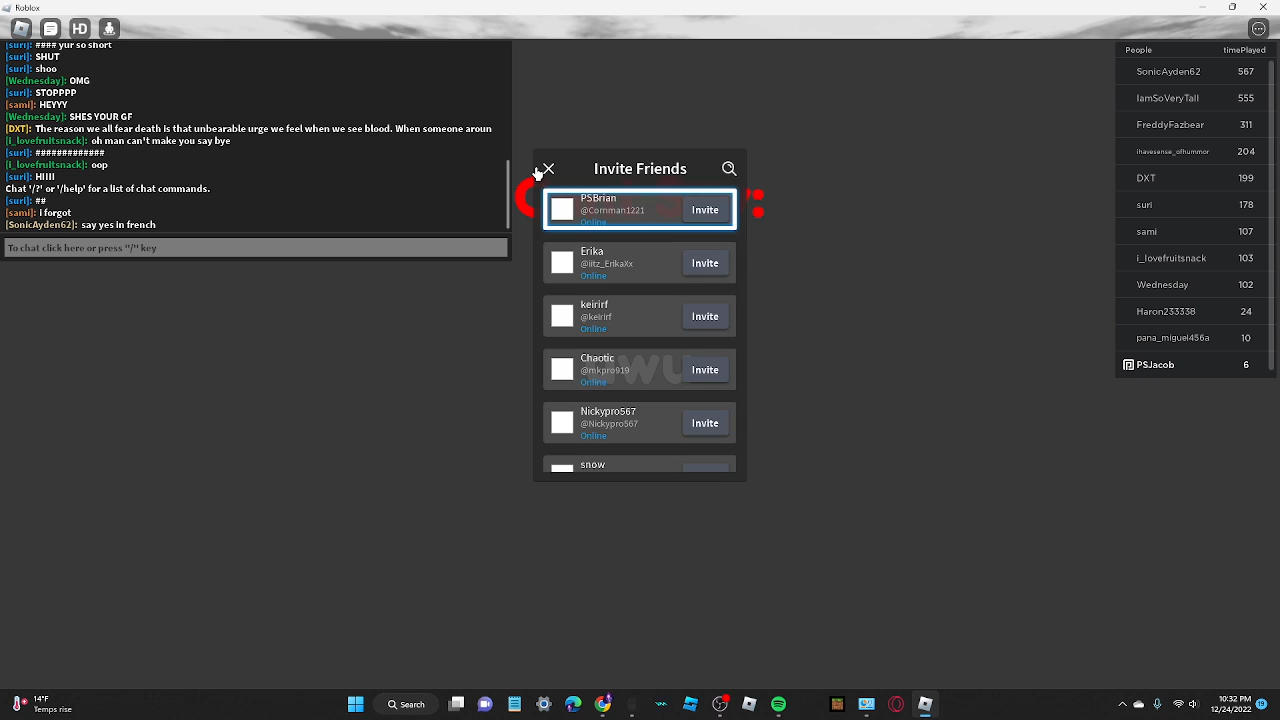 Roblox
HD
[suri]: #### yur so short
[suri]: SHUT
[suri]: shoo
[Wednesday]: OMG
[suri]: STOPPPP
[sami]: HEYYY
[Wednesday]: SHES YOUR GF
[DXT]: The reason we all fear death is that unbearable urge we feel when we see blood. When someone aroun
[i_lovefruitsnack]: oh man can't make you say bye
[suri]: #############
[i_lovefruitsnack]: oop
[suri]: HIIII
Chat '/?' or '/help' for a list of chat commands.
[suri]: ##
[sami]: I forgot
[SonicAyden62]: say yes in french
To chat click here or press "/" key
Invite Friends
PSBrian
@Cornman1221
Online
Invite
Erika
@iitz_ErikaXx
Online
Invite
keirirf
@keirirf
Online
Invite
Chaotic
@mkpro919
Online
Invite
Nickypro567
@Nickypro567
Online
Invite
snow
People timePlayed
SonicAyden62 567
IamSoVeryTall 555
FreddyFazbear 311
ihavesense_ofhummor 204
DXT 199
suri 178
sami 107
i_lovefruitsnack 103
Wednesday 102
Haron233338 24
pana_miguel456a 10
PSJacob 6
14°F
Temps rise
Search
10:32 PM
12/24/2022
19